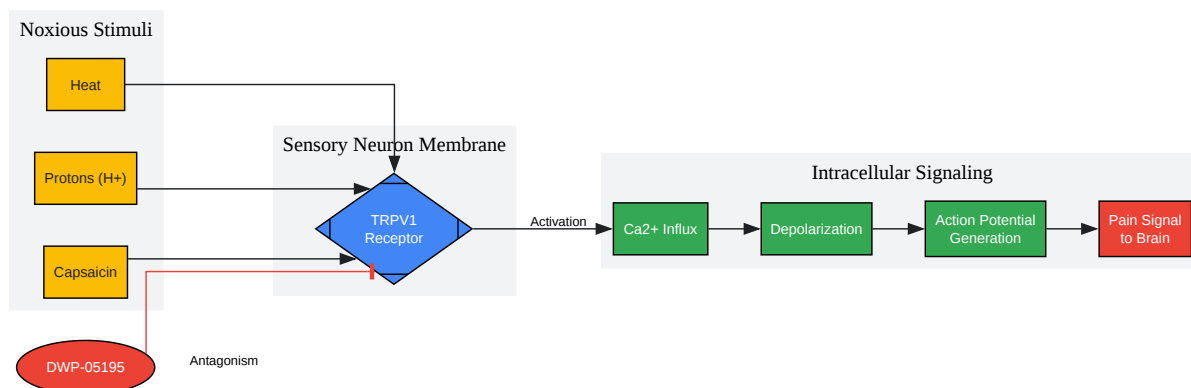 Noxious Stimuli
Heat
Protons (H+)
Capsaicin
DWP-05195
Antagonism
Sensory Neuron Membrane
TRPV1
Receptor
Activation
Intracellular Signaling
Ca2+ Influx
Depolarization
Action Potential
Generation
Pain Signal
to Brain